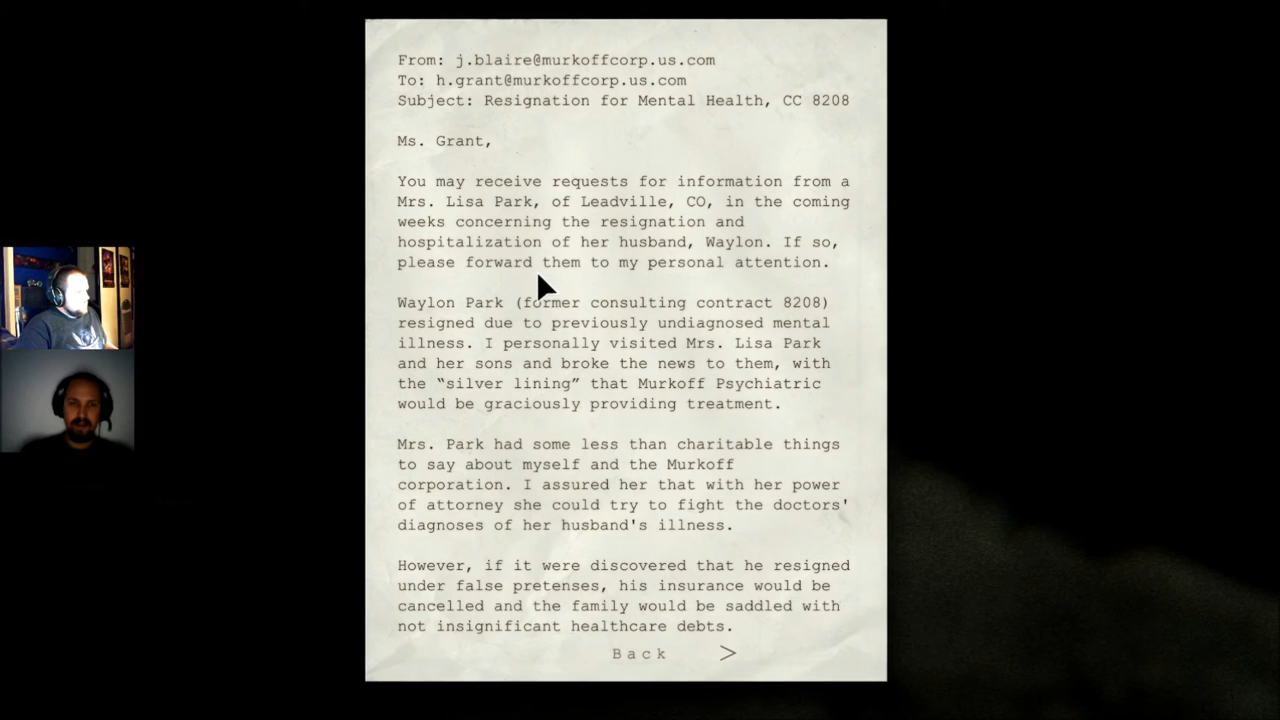 From: j.blaire@murkoffcorp.us.com
To: h.grant@murkoffcorp.us.com
Subject: Resignation for Mental Health, CC 8208
Ms. Grant,
You may receive requests for information from a
Mrs. Lisa Park, of Leadville, CO, in the coming
weeks concerning the resignation and
hospitalization of her husband, Waylon. If so,
please forward them to my personal attention.
Waylon Park (former consulting contract 8208)
resigned due to previously undiagnosed mental
illness. I personally visited Mrs. Lisa Park
and her sons and broke the news to them, with
the “silver lining” that Murkoff Psychiatric
would be graciously providing treatment.
Mrs. Park had some less than charitable things
to say about myself and the Murkoff
corporation. I assured her that with her power
of attorney she could try to fight the doctors'
diagnoses of her husband's illness.
However, if it were discovered that he resigned
under false pretenses, his insurance would be
cancelled and the family would be saddled with
not insignificant healthcare debts.
Back >